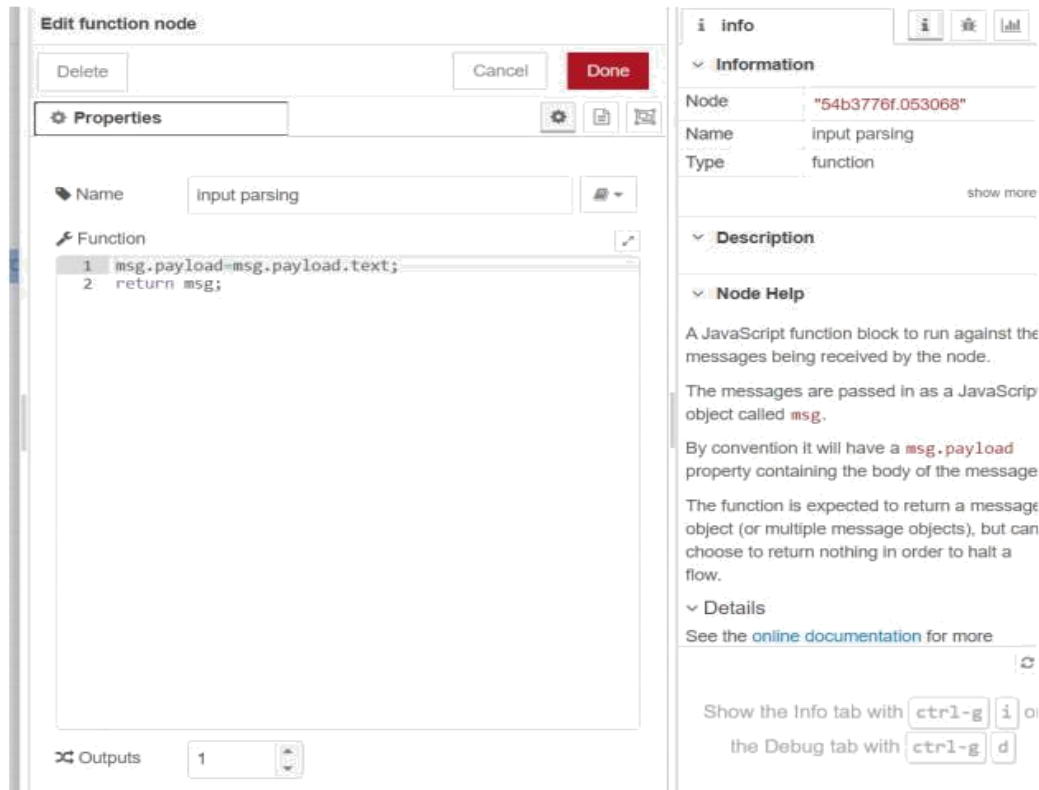 Edit function node
Delete
Cancel
Done
Properties
Name
input parsing
Function
1 msg.payload=msg.payload.text;
2 return msg;
Outputs
1
info
Information
Node "54b3776f.053068"
Name input parsing
Type function
show more
Description
Node Help
A JavaScript function block to run against the
messages being received by the node.
The messages are passed in as a JavaScrip
object called msg.
By convention it will have a msg.payload
property containing the body of the message
The function is expected to return a message
object (or multiple message objects), but can
choose to return nothing in order to halt a
flow.
Details
See the online documentation for more
Show the Info tab with ctrl-g i o
the Debug tab with ctrl-g d